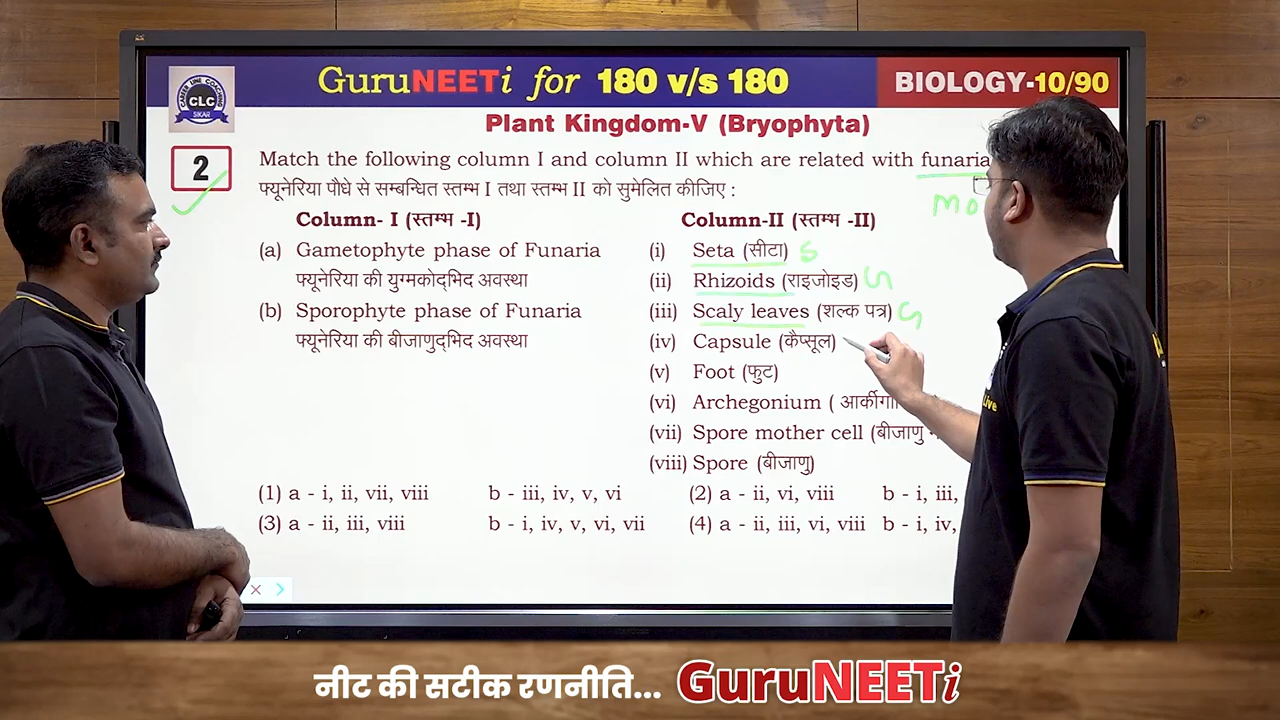 GuruNEETi for 180 v/s 180
BIOLOGY-10/90
CAREER LINE COACHING
CLC
SIKAR
Plant Kingdom-V (Bryophyta)
2
Match the following column I and column II which are related with funaria
फ्यूनेरिया पौधे से सम्बन्धित स्तम्भ I तथा स्तम्भ II को सुमेलित कीजिए :
Mo
Column- I (स्तम्भ -I)
Column-II (स्तम्भ -II)
(a) Gametophyte phase of Funaria
(i) Seta (सीटा) S
फ्यूनेरिया की युग्मकोद्भिद अवस्था
(ii) Rhizoids (राइजोइड) G
(b) Sporophyte phase of Funaria
(iii) Scaly leaves (शल्क पत्र) G
फ्यूनेरिया की बीजाणुद्भिद अवस्था
(iv) Capsule (कैप्सूल)
(v) Foot (फुट)
(vi) Archegonium (
(vii) Spore mother cell (बीजाणु
(viii) Spore (बीजाणु)
(1) a - i, ii, vii, viii b - iii, iv, v, vi (2) a - ii, vi, viii b - i, iii,
(3) a - ii, iii, viii b - i, iv, v, vi, vii (4) a - ii, iii, vi, viii b - i, iv,
Live
नीट की सटीक रणनीति... GuruNEETi